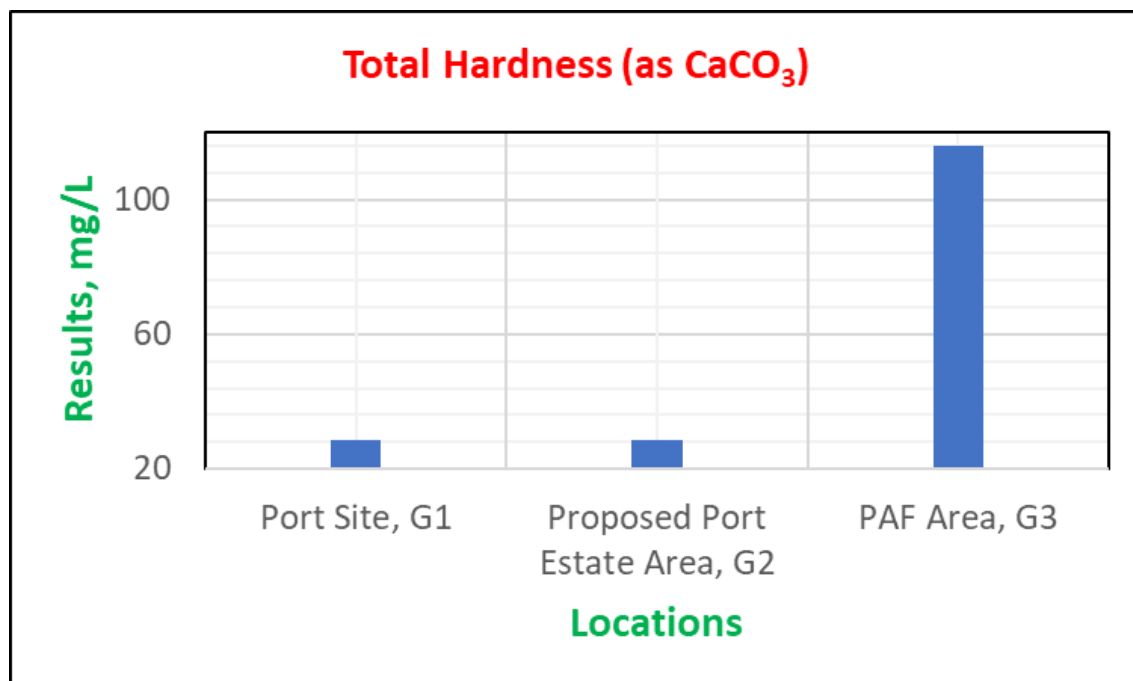 Total Hardness (as CaCO₃)
Results, mg/L
100
60
20
Port Site, G1
Proposed Port
Estate Area, G2
PAF Area, G3
Locations